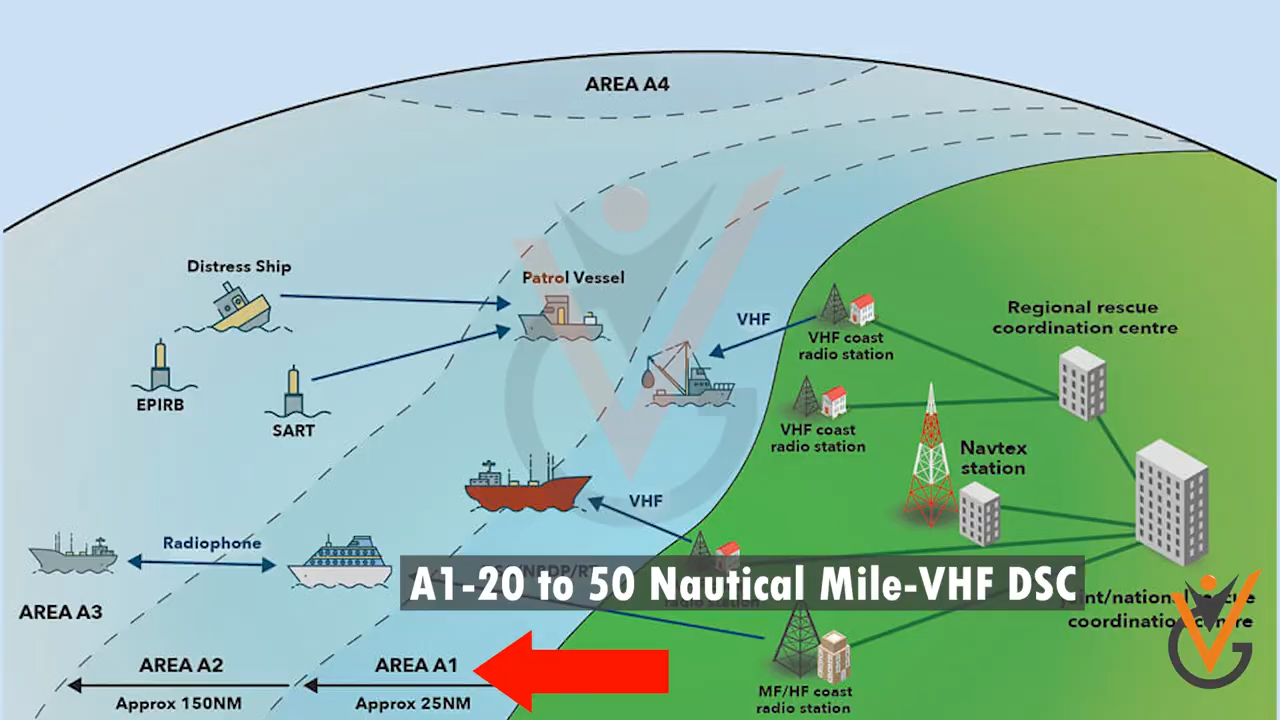 AREA A4
Distress Ship
Patrol Vessel
EPIRB
SART
VHF
VHF coast
radio station
VHF coast
radio station
Regional rescue
coordination centre
Navtex
station
VHF
Radiophone
A1-20 to 50 Nautical Mile-VHF DSC
radio station
coordination centre
AREA A3
AREA A2
Approx 150NM
AREA A1
Approx 25NM
MF/HF coast
radio station